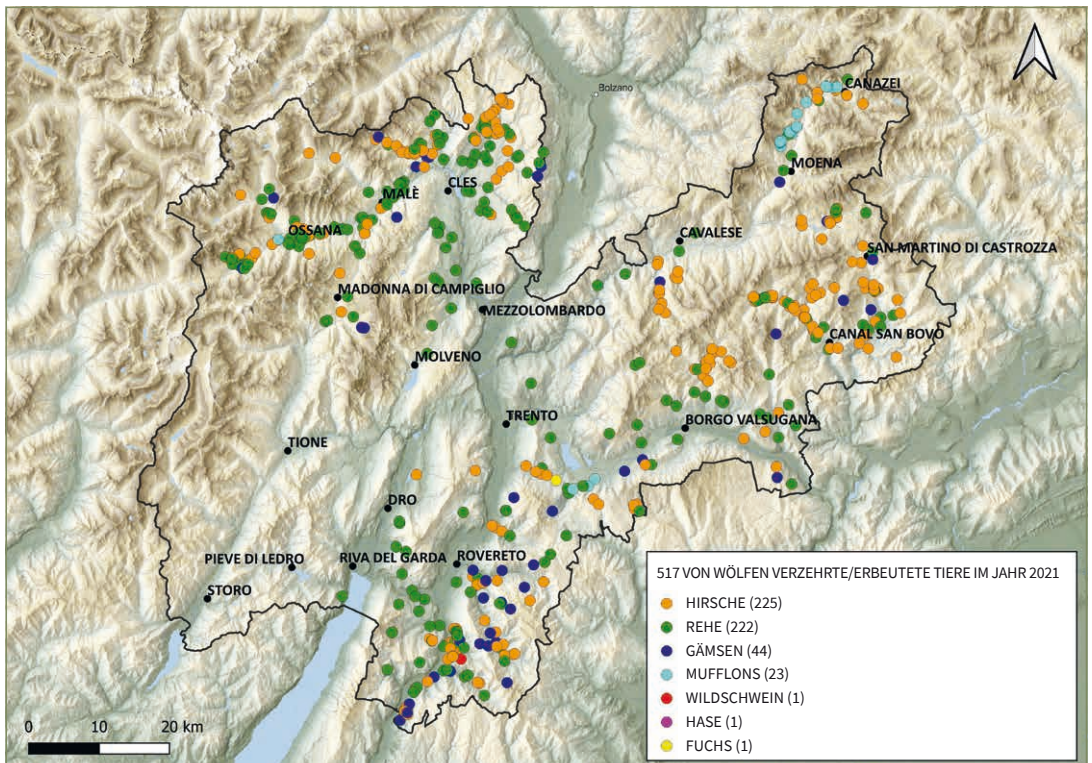 Bolzano
CANAZEI
MOENA
CLES
MALÈ
OSSANA
CAVALESE
SAN MARTINO DI CASTROZZA
MADONNA DI CAMPIGLIO
MEZZOLOMBARDO
CANAL SAN BOVO
MOLVENO
TRENTO
BORGO VALSUGANA
TIONE
DRO
PIEVE DI LEDRO
RIVA DEL GARDA
ROVERETO
STORO
517 VON WÖLFEN VERZEHRTE/ERBEUTETE TIERE IM JAHR 2021
HIRSCHE (225)
REHE (222)
GÄMSEN (44)
MUFFLONS (23)
WILDSCHWEIN (1)
HASE (1)
FUCHS (1)
0 10 20 km